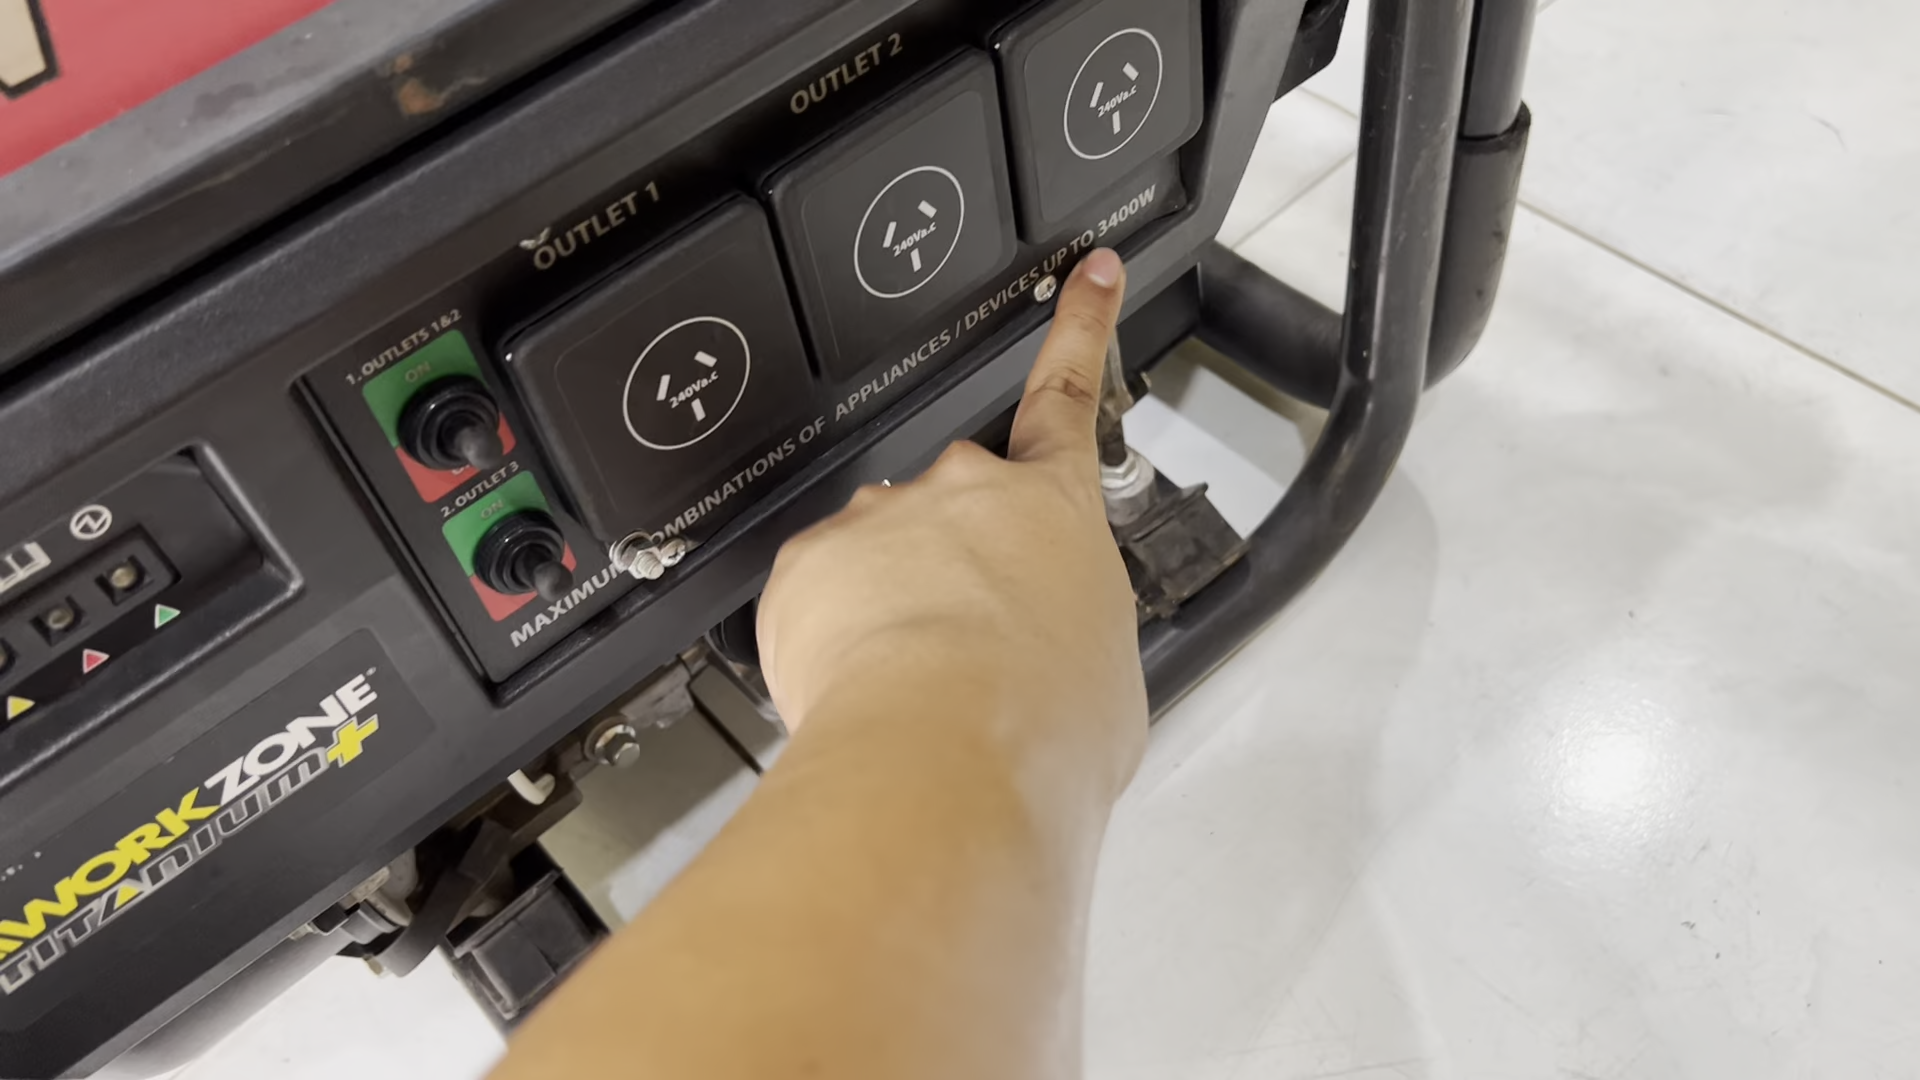 OUTLET 1
OUTLET 2
1.OUTLETS 1&2
ON
2.OUTLET 3
ON
240Va.c
240Va.c
240Va.c
MAXIMUM COMBINATIONS OF APPLIANCES / DEVICES UP TO 3400W
WORKZONE
TITANIUM+